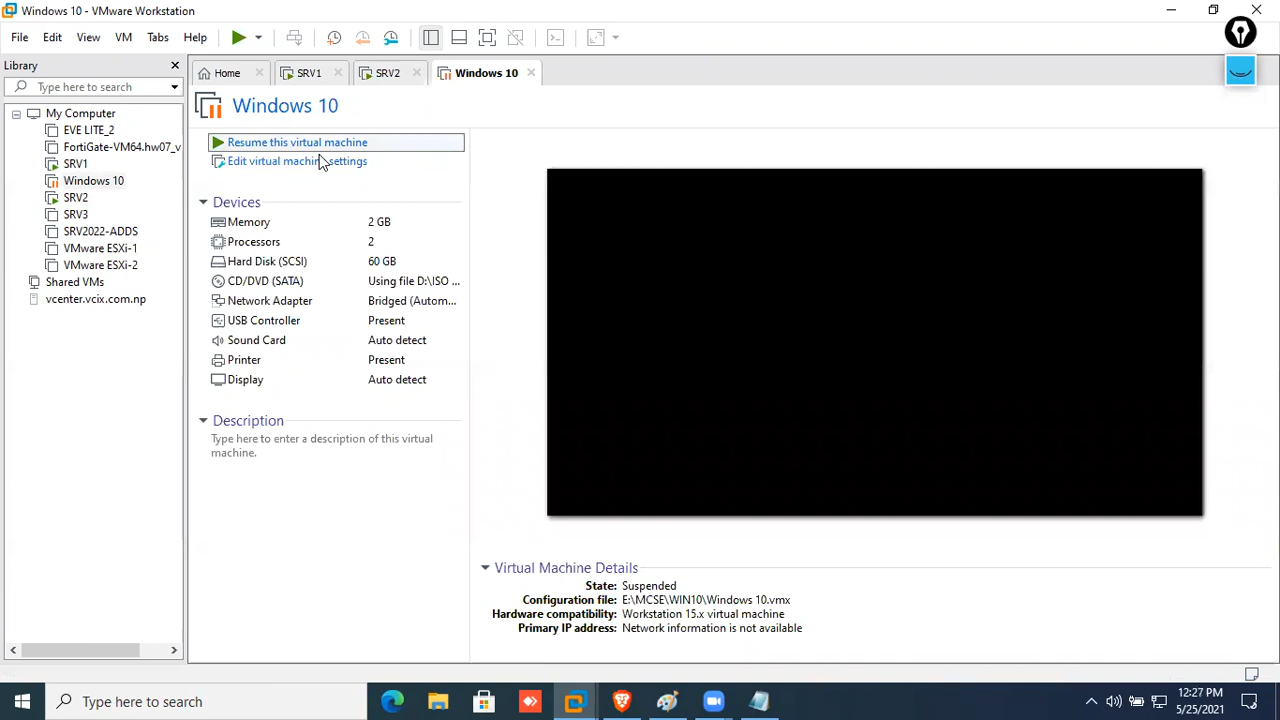 Windows 10 - VMware Workstation
File Edit View VM Tabs Help
Library
Type here to search
My Computer
EVE LITE_2
FortiGate-VM64.hw07_v
SRV1
Windows 10
SRV2
SRV3
SRV2022-ADDS
VMware ESXi-1
VMware ESXi-2
Shared VMs
vcenter.vcix.com.np
Home SRV1 SRV2 Windows 10
Windows 10
Resume this virtual machine
Edit virtual machine settings
Devices
Memory 2 GB
Processors 2
Hard Disk (SCSI) 60 GB
CD/DVD (SATA) Using file D:\ISO ...
Network Adapter Bridged (Autom...
USB Controller Present
Sound Card Auto detect
Printer Present
Display Auto detect
Description
Type here to enter a description of this virtual
machine.
Virtual Machine Details
State: Suspended
Configuration file: E:\MCSE\WIN10\Windows 10.vmx
Hardware compatibility: Workstation 15.x virtual machine
Primary IP address: Network information is not available
Type here to search
12:27 PM
5/25/2021